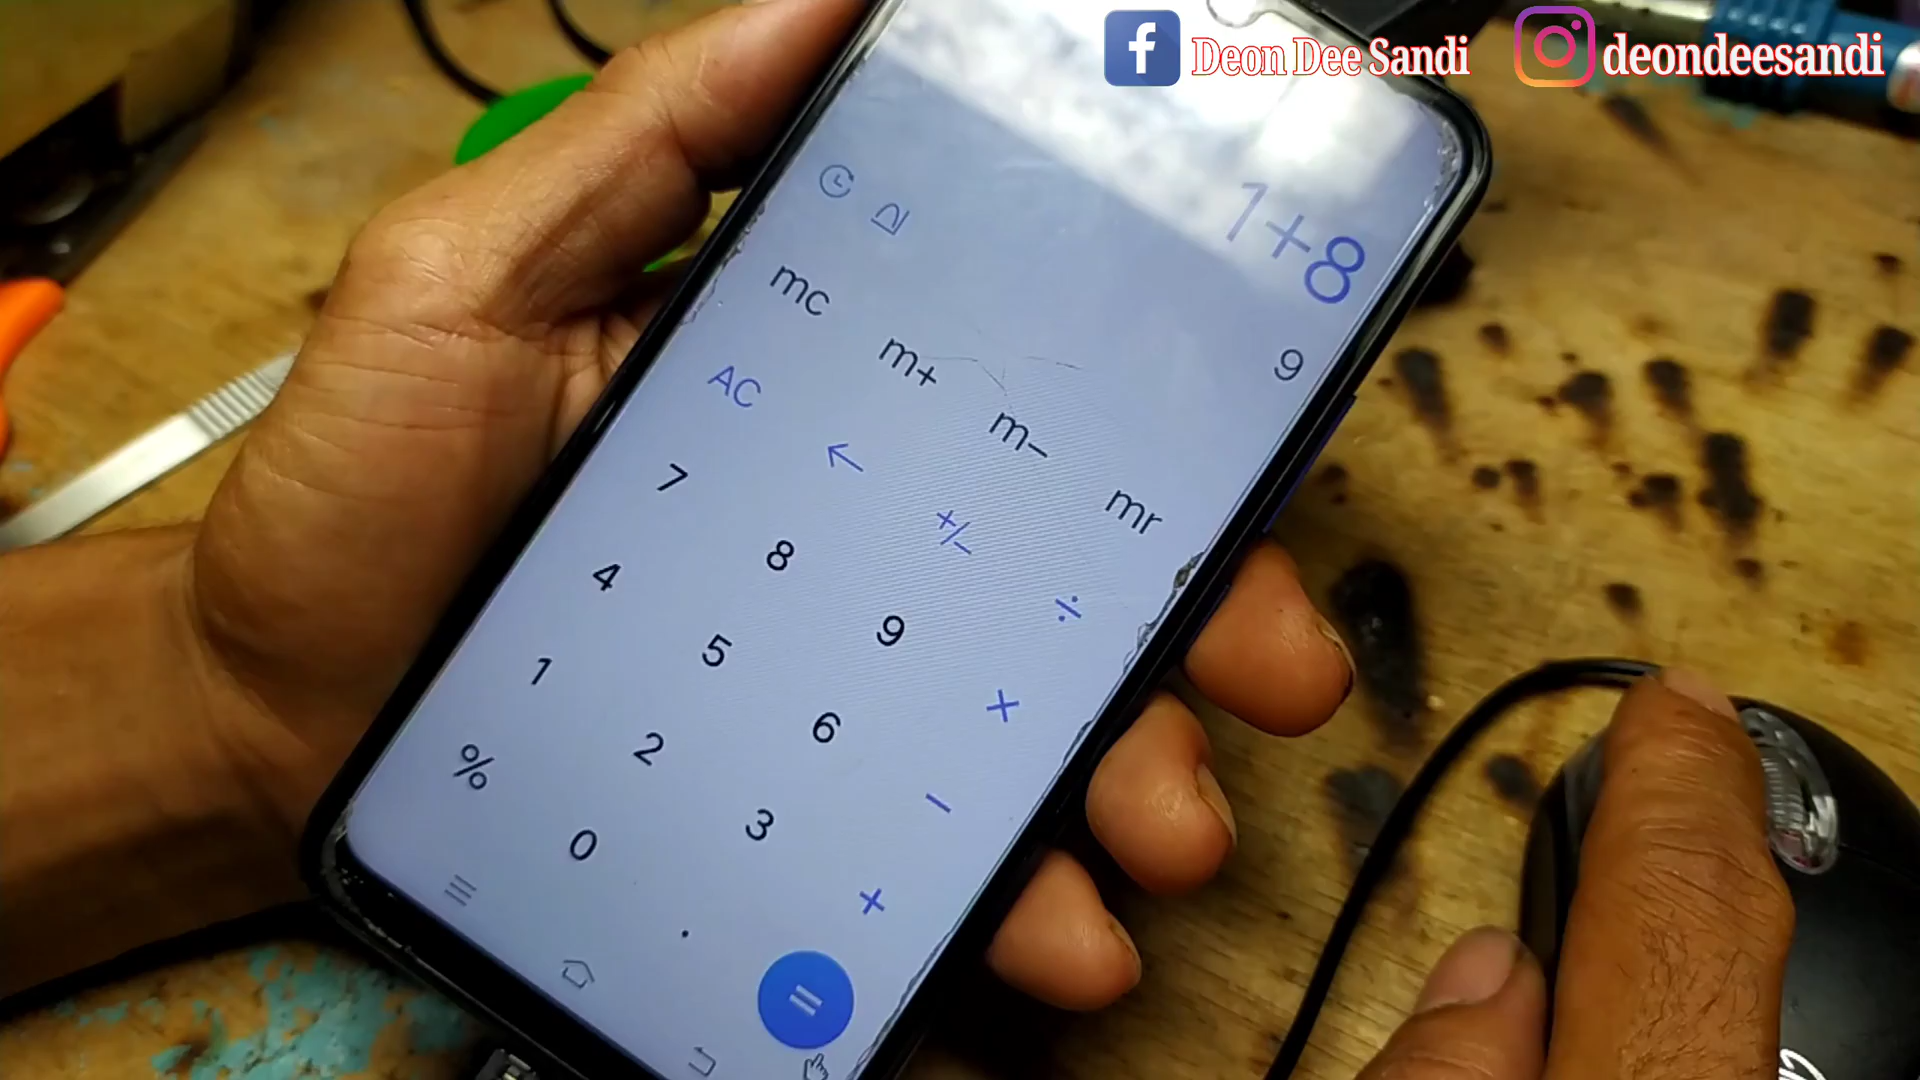 f Deon Dee Sandi deondeesandi
1+8
9
mc m+ m- mr
AC ← +/- ÷
7 8 9 ×
4 5 6 -
1 2 3 +
% 0 . =